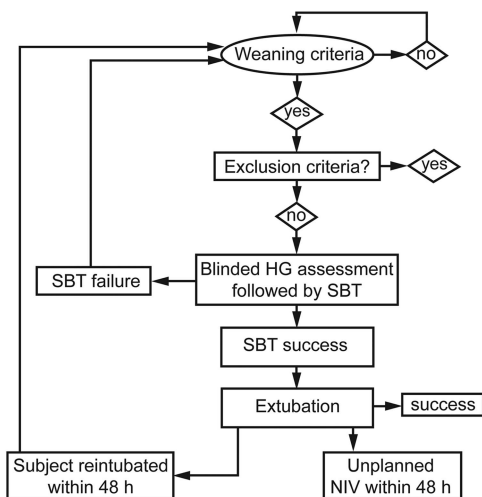 Weaning criteria
no
yes
Exclusion criteria?
yes
no
Blinded HG assessment
followed by SBT
SBT failure
SBT success
Extubation
success
Subject reintubated
within 48 h
Unplanned
NIV within 48 h